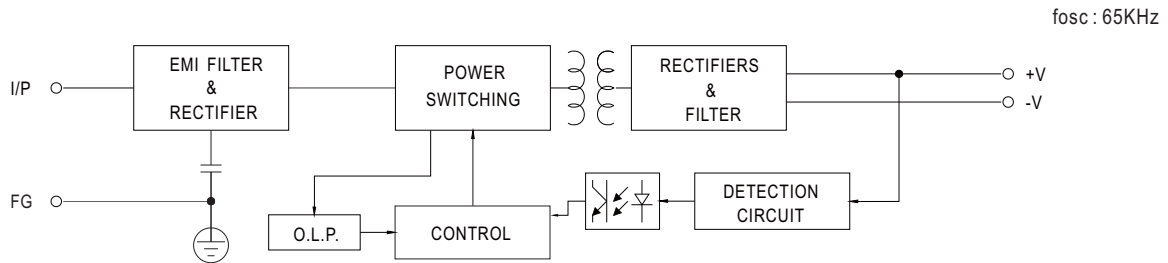 fosc : 65KHz
I/P
EMI FILTER
&
RECTIFIER
POWER
SWITCHING
RECTIFIERS
&
FILTER
+V
-V
FG
O.L.P.
CONTROL
DETECTION
CIRCUIT